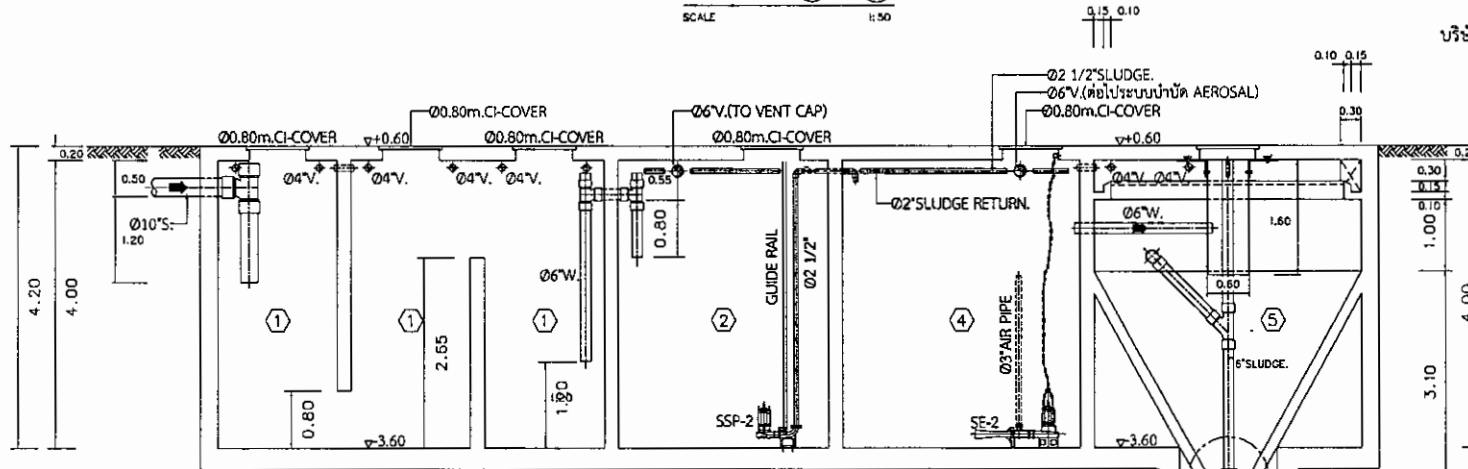 SCALE 1:50
0.15 0.10
บริษั
0.10 0.15
Ø2 1/2"SLUDGE.
Ø6"V.(TO VENT CAP)
Ø6"V.(ต่อไประบบบำบัด AEROSAL)
Ø0.80m.CI-COVER
Ø0.80m.CI-COVER
0.30
Ø0.80m.CI-COVER
+0.60
Ø0.80m.CI-COVER
Ø0.80m.CI-COVER
+0.60
0.20
0.2
0.50
Ø4"V.
Ø4"V.
Ø4"V.
Ø4"V.
0.55
Ø4"V.
Ø4"V.
0.30
0.15
0.10
Ø2"SLUDGE RETURN.
Ø10"S.
1.20
0.80
Ø6"W.
1.60
1.00
Ø6"W.
GUIDE RAIL
Ø2 1/2"
Ø3"AIR PIPE
0.60
4.20
4.00
1
1
1
2
4
5
4.00
2.65
6"SLUDGE.
0.80
1.20
SSP-2
SE-2
3.10
-3.60
-3.60